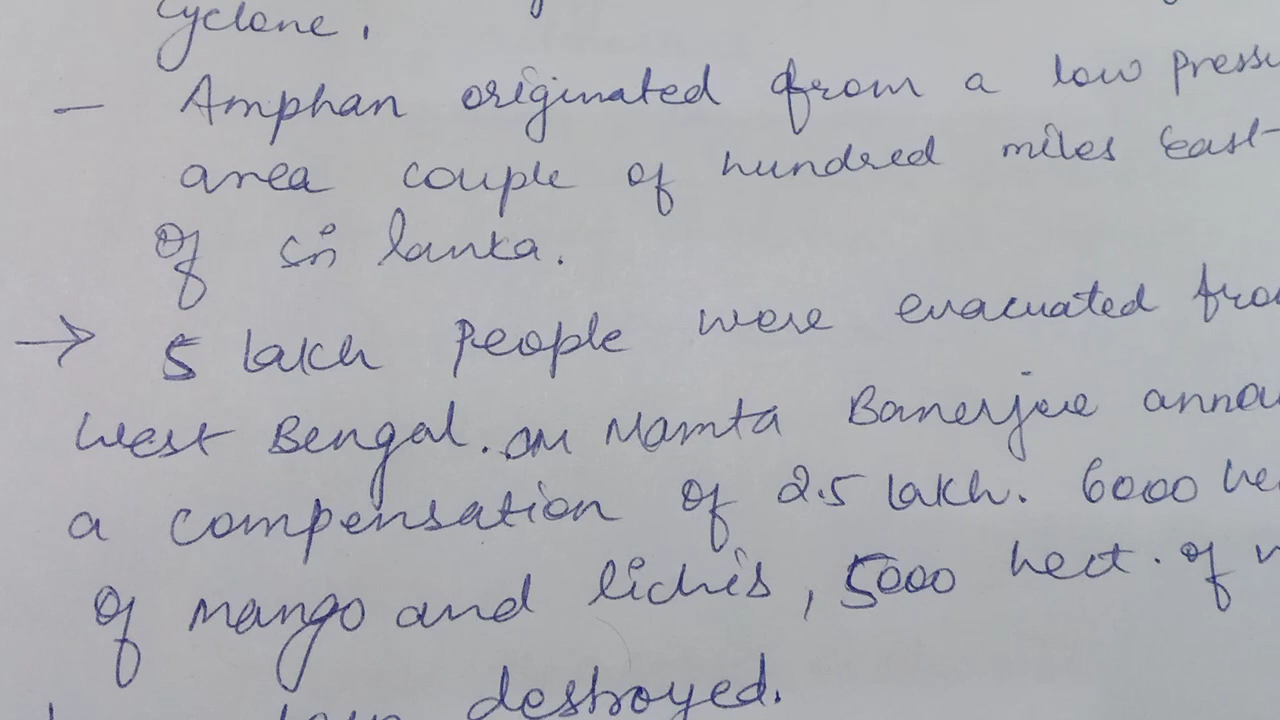 Cyclone.
— Amphan originated from a low pressu
area couple of hundred miles East
Of Sri lanka.
→ 5 lakh People were evacuated fro
West Bengal. CM Mamta Banerjee annou
a compensation of 2.5 lakh. 6000 he
Of mango and lichis, 5000 hect. of
destroyed.